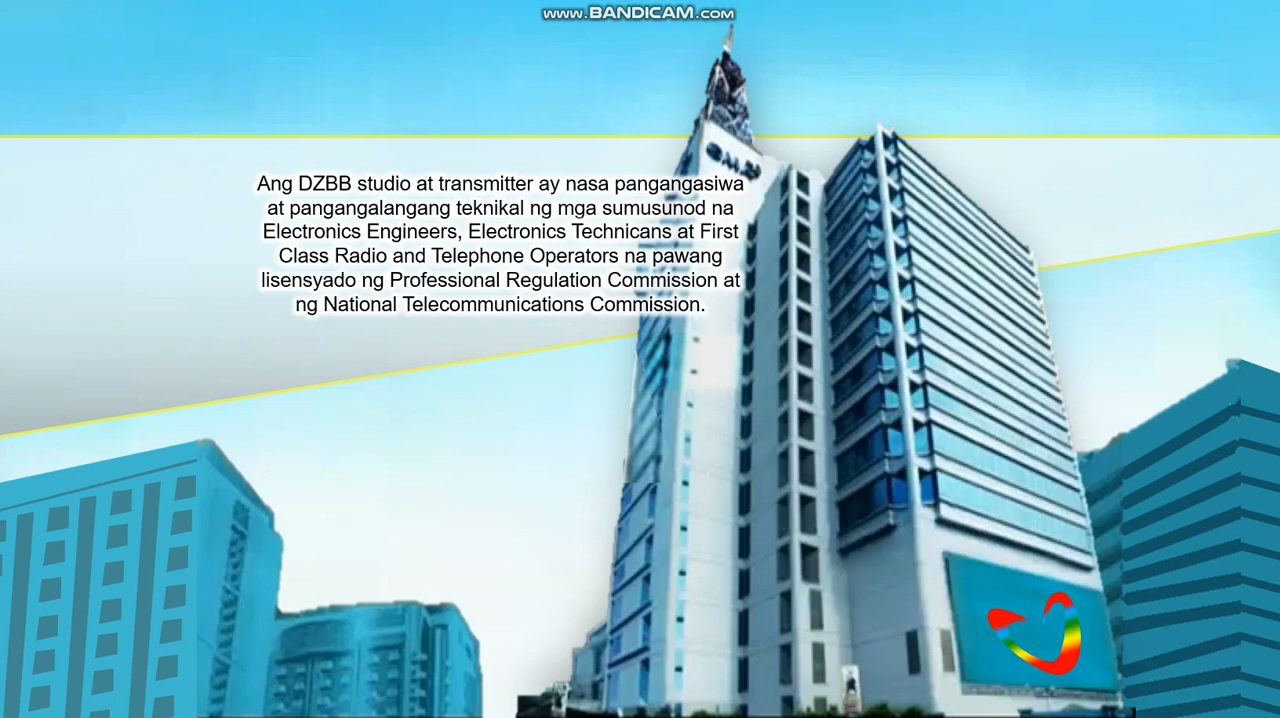 www.BANDICAM.com
GMA
Ang DZBB studio at transmitter ay nasa pangangasiwa
at pangangalangang teknikal ng mga sumusunod na
Electronics Engineers, Electronics Technicans at First
Class Radio and Telephone Operators na pawang
lisensyado ng Professional Regulation Commission at
ng National Telecommunications Commission.